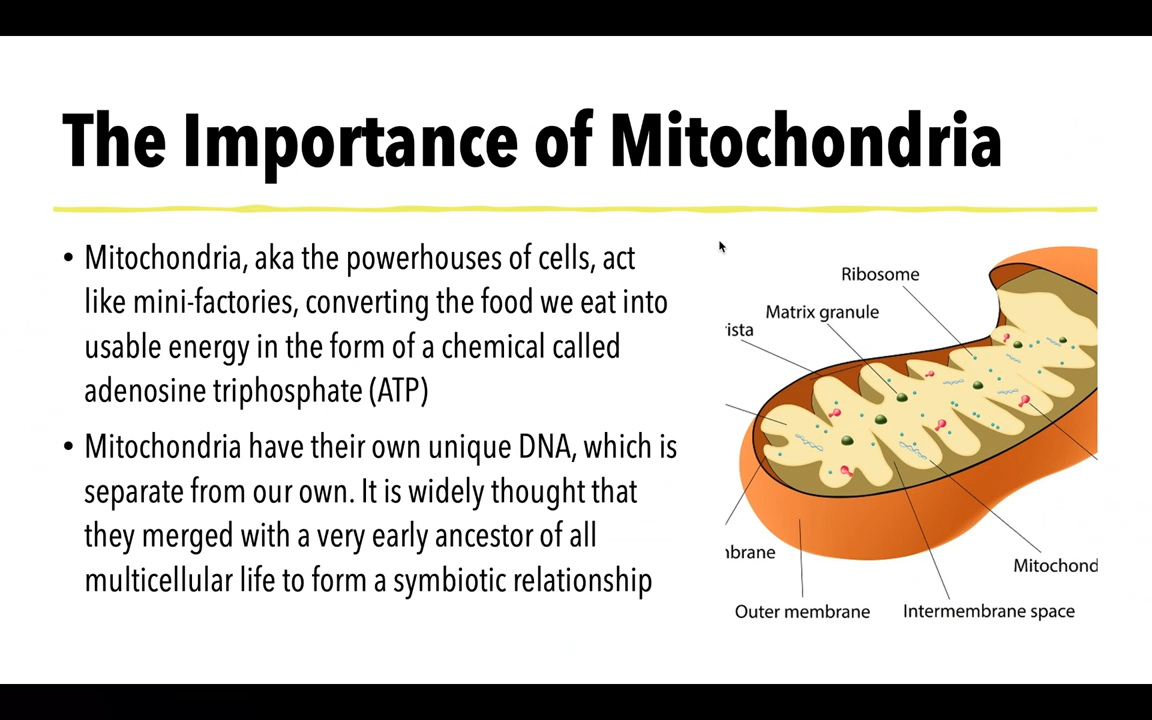 The Importance of Mitochondria
• Mitochondria, aka the powerhouses of cells, act
like mini-factories, converting the food we eat into
usable energy in the form of a chemical called
adenosine triphosphate (ATP)
• Mitochondria have their own unique DNA, which is
separate from our own. It is widely thought that
they merged with a very early ancestor of all
multicellular life to form a symbiotic relationship
Ribosome
Matrix granule
rista
mbrane
Mitochond
Outer membrane
Intermembrane space